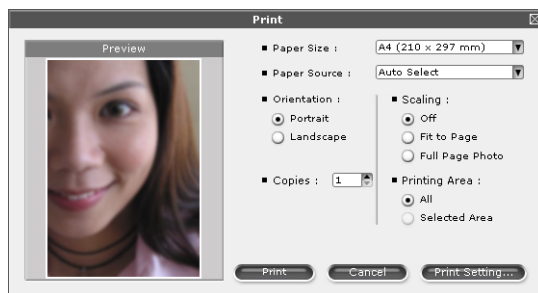 Print
Preview
Paper Size :
A4 (210 x 297 mm)
Paper Source :
Auto Select
Orientation :
Portrait
Landscape
Scaling :
Off
Fit to Page
Full Page Photo
Copies :
1
Printing Area :
All
Selected Area
Print
Cancel
Print Setting...